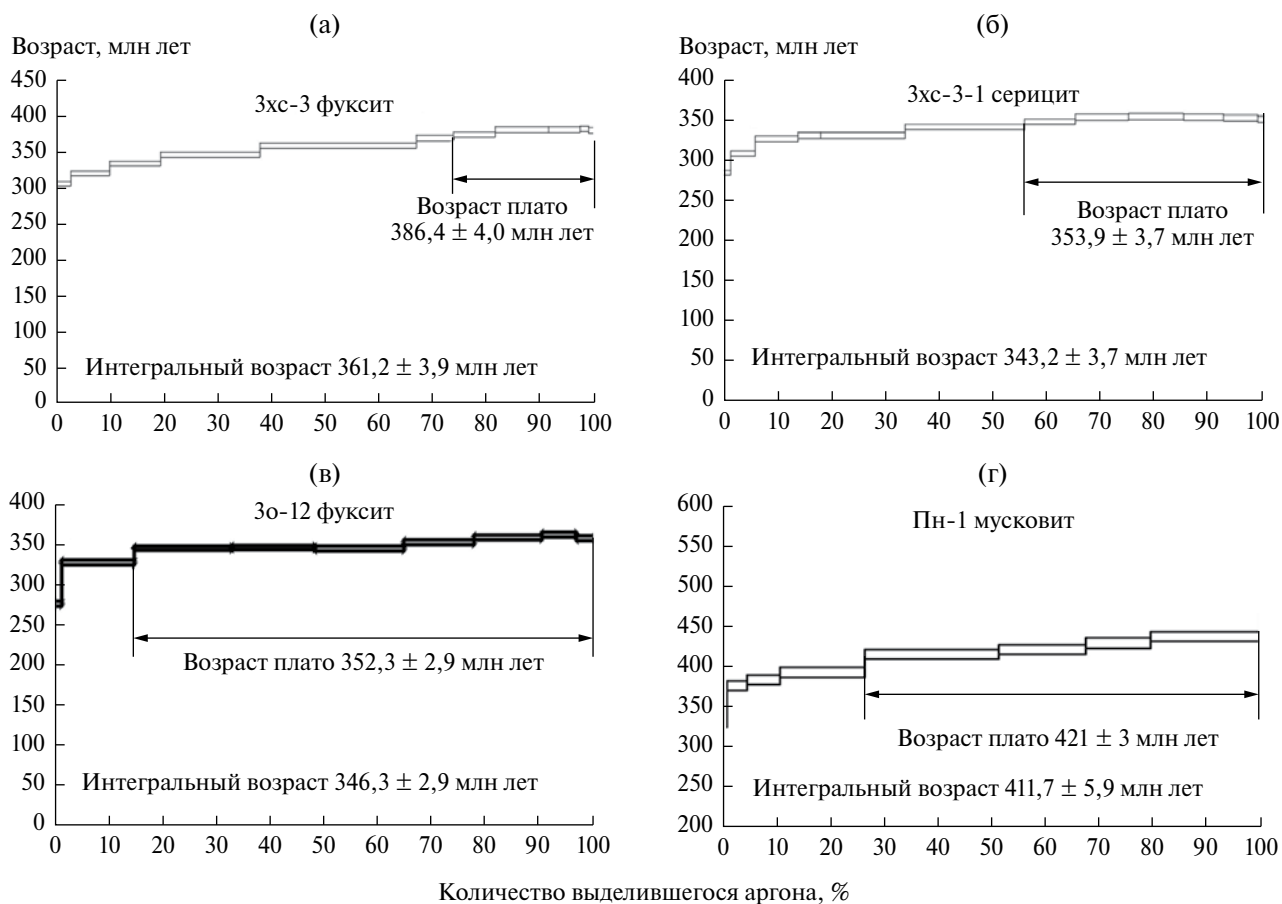 (а)
Возраст, млн лет
450
400
350
300
250
200
150
100
50
0
3хс-3 фуксит
Возраст плато
386,4 ± 4,0 млн лет
Интегральный возраст 361,2 ± 3,9 млн лет
0 10 20 30 40 50 60 70 80 90 100
(б)
Возраст, млн лет
400
350
300
250
200
150
100
50
0
3хс-3-1 серицит
Возраст плато
353,9 ± 3,7 млн лет
Интегральный возраст 343,2 ± 3,7 млн лет
0 10 20 30 40 50 60 70 80 90 100
(в)
400
350
300
250
200
150
100
50
0
3о-12 фуксит
Возраст плато 352,3 ± 2,9 млн лет
Интегральный возраст 346,3 ± 2,9 млн лет
0 10 20 30 40 50 60 70 80 90 100
(г)
600
550
500
450
400
350
300
250
200
Пн-1 мусковит
Возраст плато 421 ± 3 млн лет
Интегральный возраст 411,7 ± 5,9 млн лет
0 10 20 30 40 50 60 70 80 90 100
Количество выделившегося аргона, %